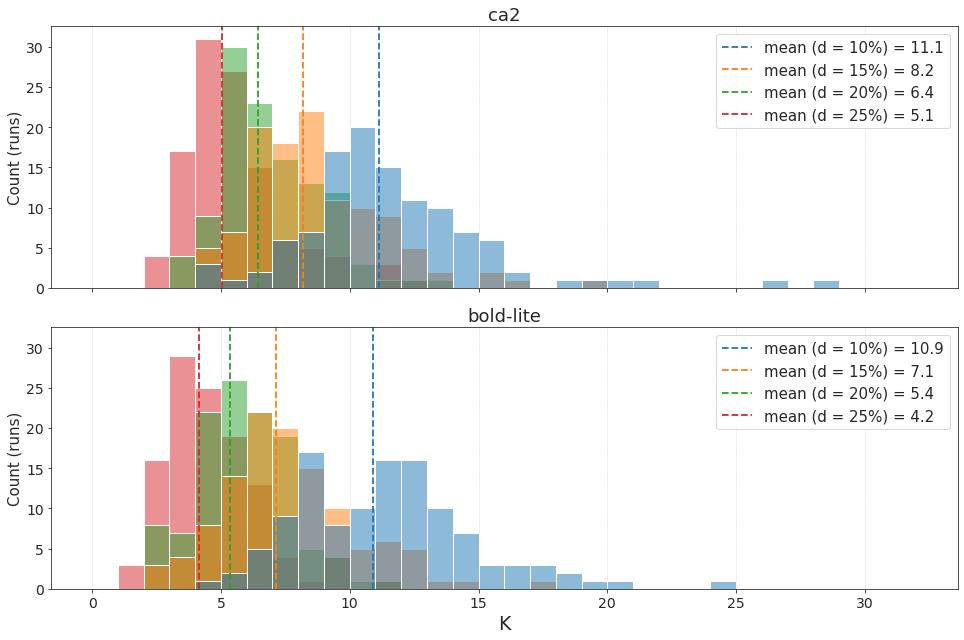 ca2
30
25
20
15
10
5
0
Count (runs)
mean (d = 10%) = 11.1
mean (d = 15%) = 8.2
mean (d = 20%) = 6.4
mean (d = 25%) = 5.1
bold-lite
30
25
20
15
10
5
0
Count (runs)
mean (d = 10%) = 10.9
mean (d = 15%) = 7.1
mean (d = 20%) = 5.4
mean (d = 25%) = 4.2
0 5 10 15 20 25 30
K